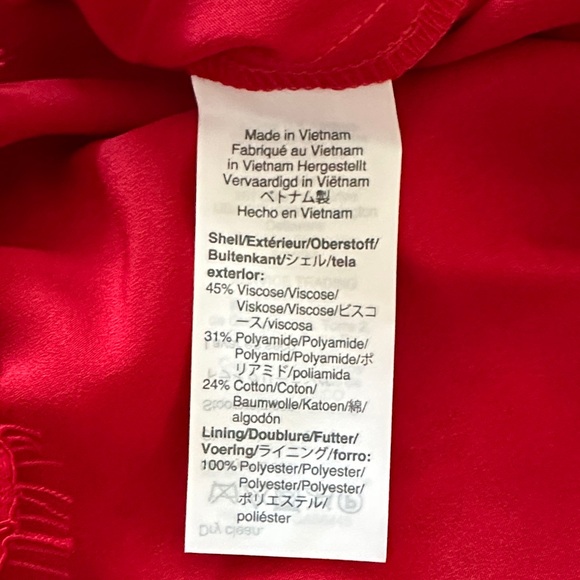 Made in Vietnam
Fabriqué au Vietnam
in Vietnam Hergestellt
Vervaardigd in Viëtnam
ベトナム製
Hecho en Vietnam
Shell/Extérieur/Oberstoff/
Buitenkant/シェル/tela
exterior:
45% Viscose/Viscose/
Viskose/Viscose/ビスコ
ース/viscosa
31% Polyamide/Polyamide/
Polyamid/Polyamide/ポ
リアミド/poliamida
24% Cotton/Coton/
Baumwolle/Katoen/綿/
algodón
Lining/Doublure/Futter/
Voering/ライニング/forro:
100% Polyester/Polyester/
Polyester/Polyester/
ポリエステル/
poliéster
Dry clean.